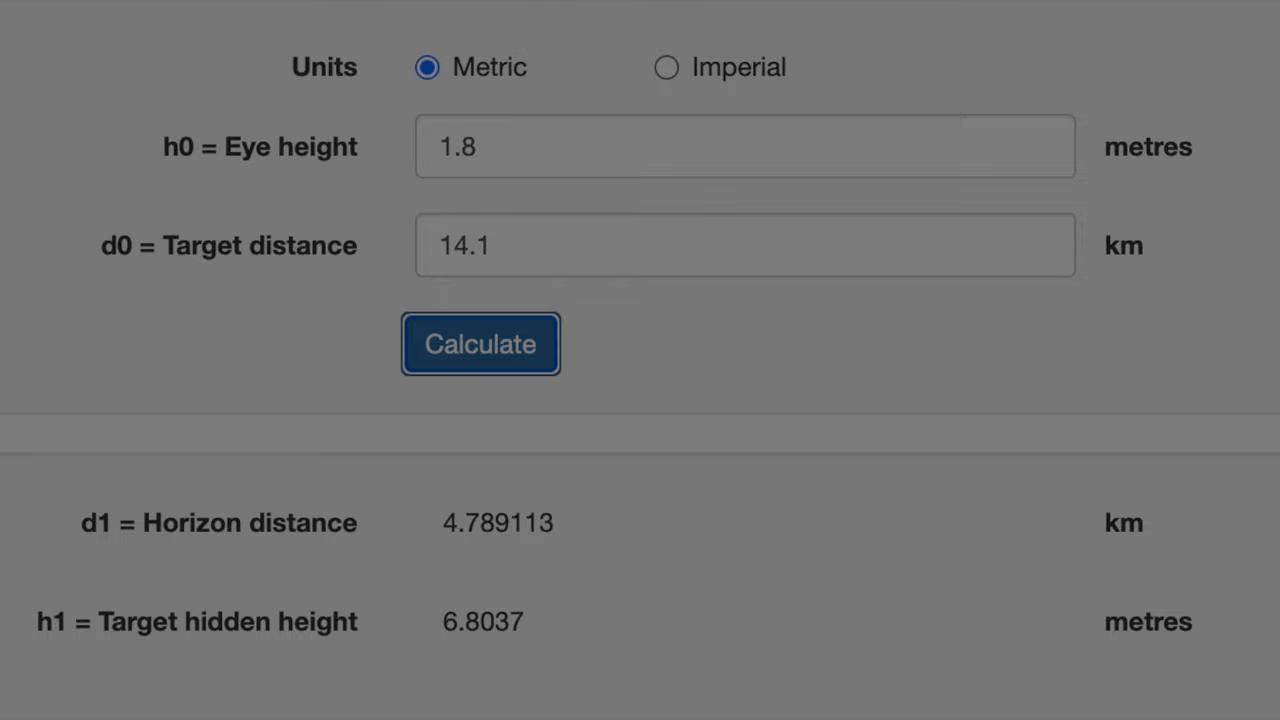 Units Metric Imperial
h0 = Eye height 1.8 metres
d0 = Target distance 14.1 km
Calculate
d1 = Horizon distance 4.789113 km
h1 = Target hidden height 6.8037 metres